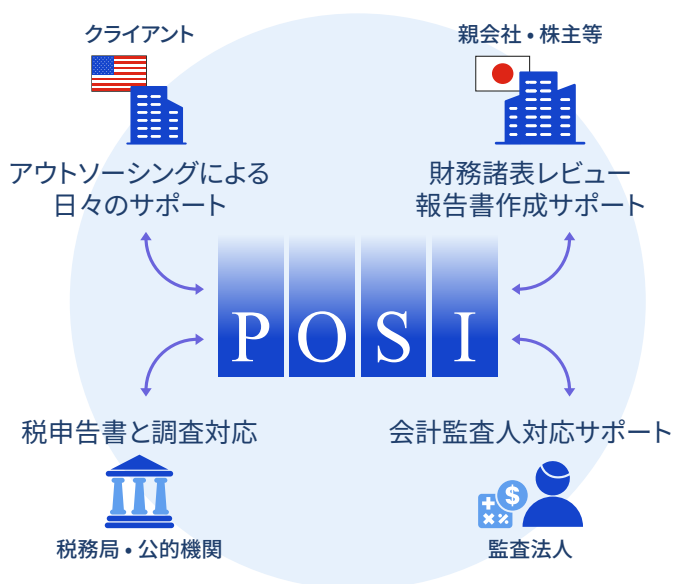 クライアント
親会社・株主等
アウトソーシングによる
日々のサポート
財務諸表レビュー
報告書作成サポート
POSI
税申告書と調査対応
会計監査人対応サポート
$
税務局・公的機関
監査法人